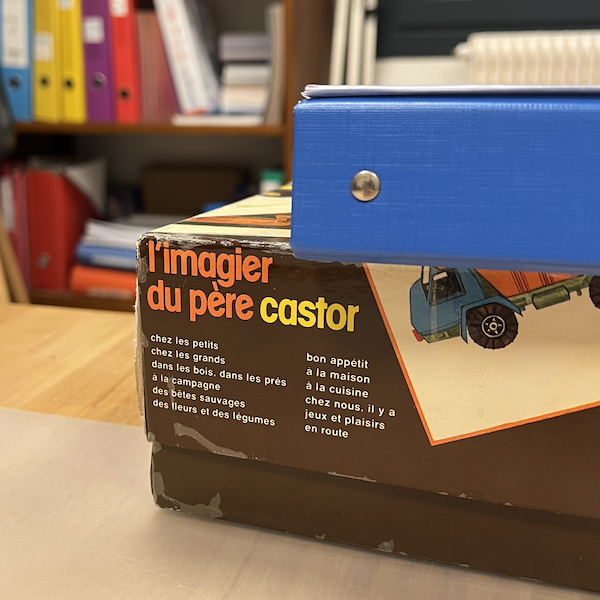 l'imagier
du père castor
chez les petits
chez les grands
dans les bois, dans les prés
à la campagne
des bêtes sauvages
des fleurs et des légumes
bon appétit
à la maison
à la cuisine
chez nous, il y a
jeux et plaisirs
en route